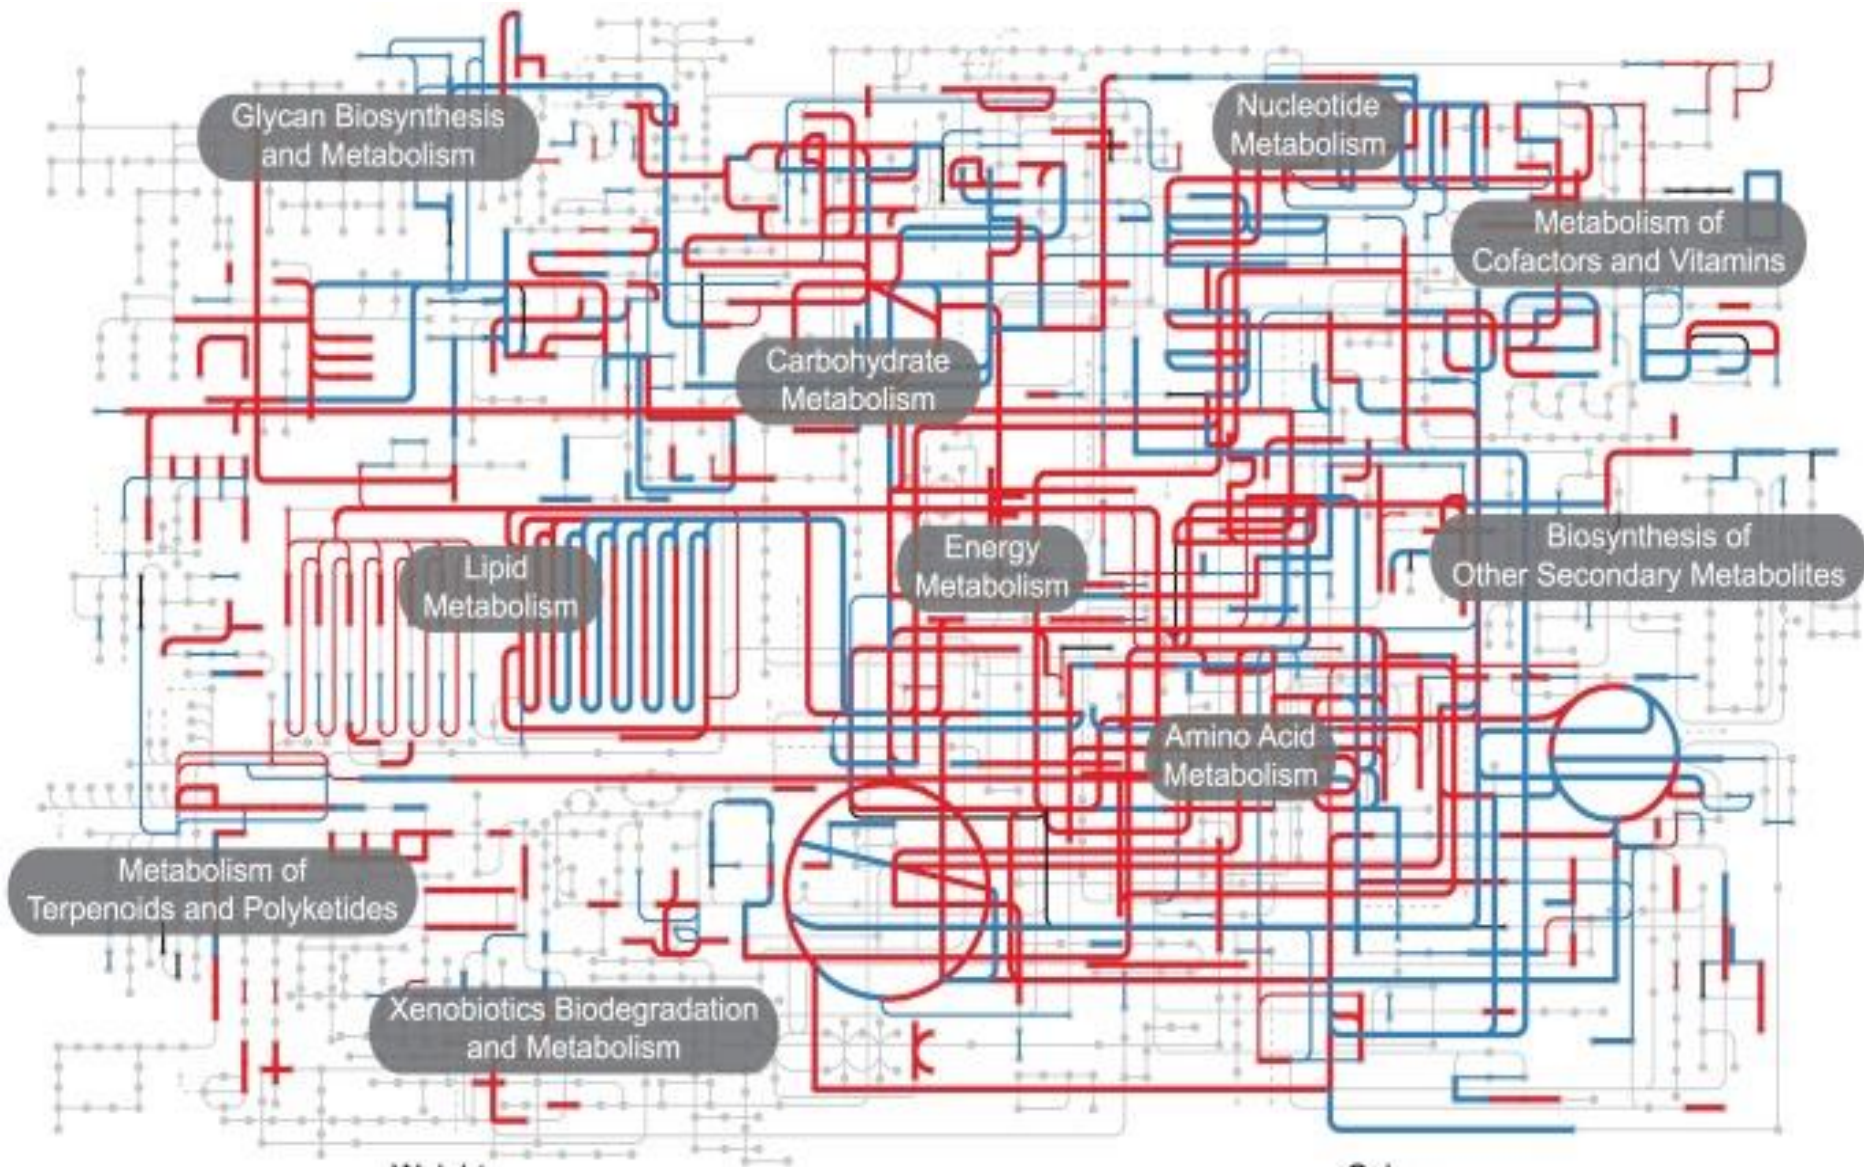 Glycan Biosynthesis
and Metabolism
Nucleotide
Metabolism
Metabolism of
Cofactors and Vitamins
Carbohydrate
Metabolism
Lipid
Metabolism
Energy
Metabolism
Biosynthesis of
Other Secondary Metabolites
Amino Acid
Metabolism
Metabolism of
Terpenoids and Polyketides
Xenobiotics Biodegradation
and Metabolism